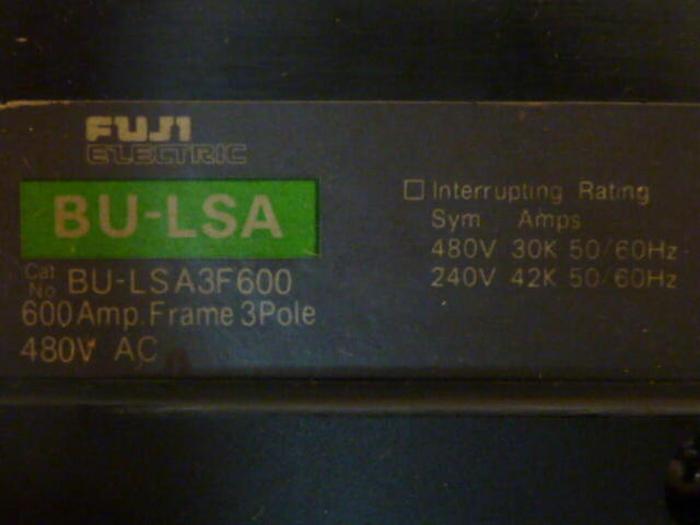 FUJI
ELECTRIC
BU-LSA
Cat No BU-LSA3F600
600 Amp. Frame 3Pole
480V AC
Interrupting Rating
Sym Amps
480V 30K 50/60Hz
240V 42K 50/60Hz